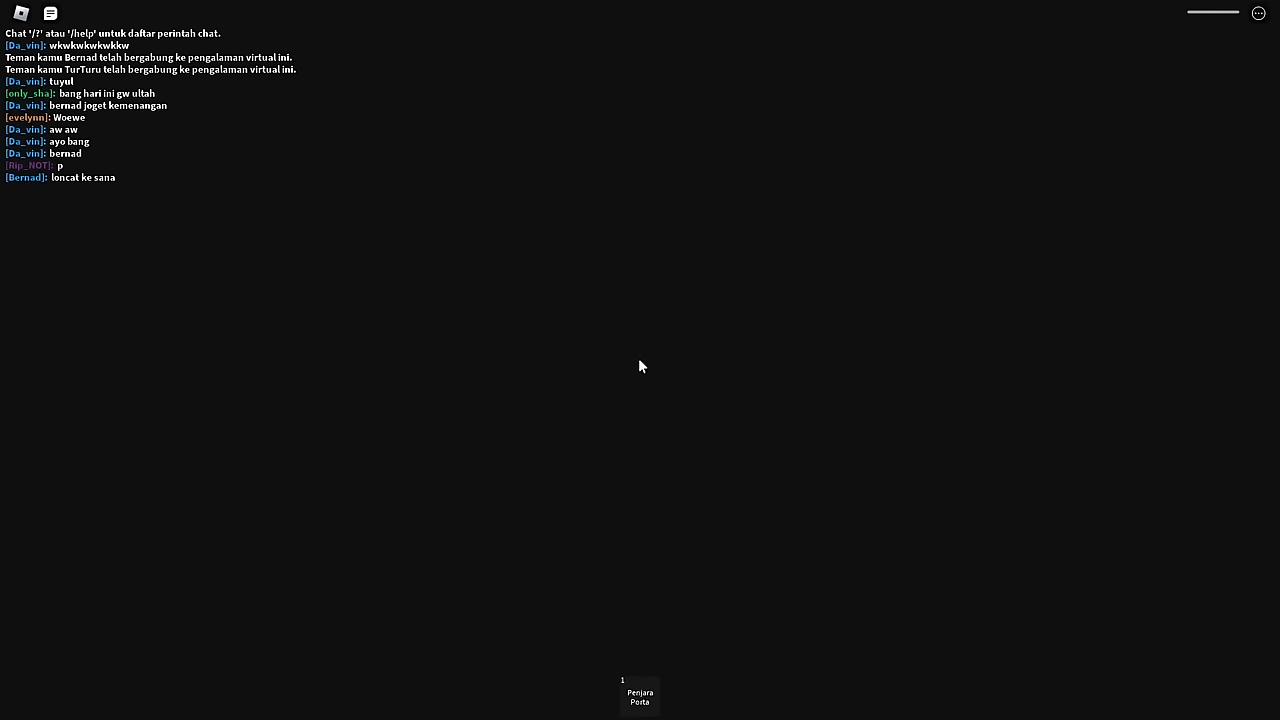 Chat '/?' atau '/help' untuk daftar perintah chat.
[Da_vin]: wkwkwkwkwkkw
Teman kamu Bernad telah bergabung ke pengalaman virtual ini.
Teman kamu TurTuru telah bergabung ke pengalaman virtual ini.
[Da_vin]: tuyul
[only_sha]: bang hari ini gw ultah
[Da_vin]: bernad joget kemenangan
[evelynn]: Woewe
[Da_vin]: aw aw
[Da_vin]: ayo bang
[Da_vin]: bernad
[Rip_NOT]: p
[Bernad]: loncat ke sana
1
Penjara
Porta